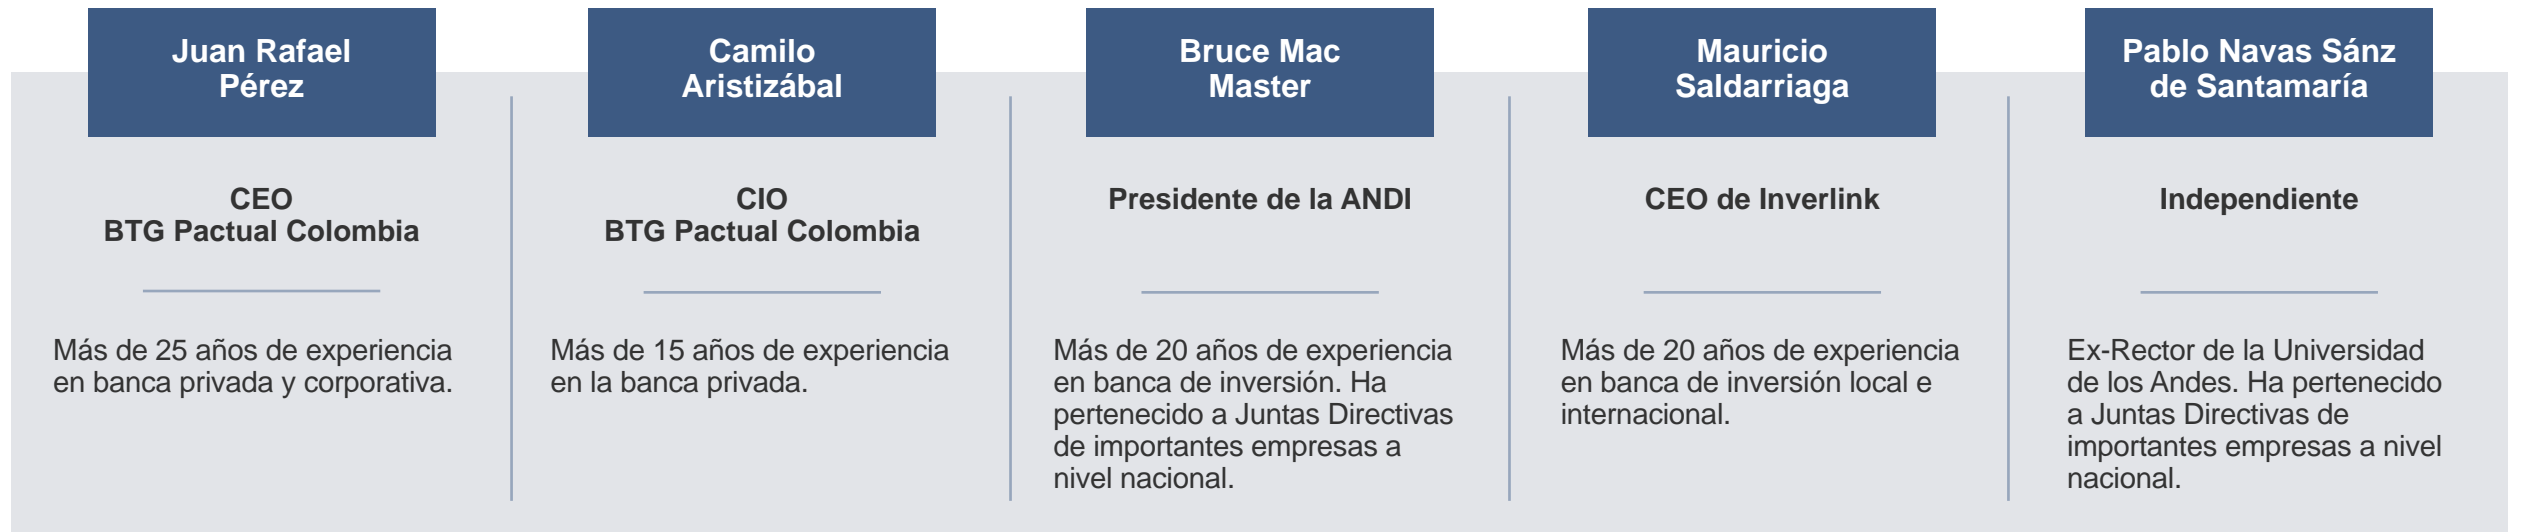 Juan Rafael
Pérez
CEO
BTG Pactual Colombia
Más de 25 años de experiencia
en banca privada y corporativa.
Camilo
Aristizábal
CIO
BTG Pactual Colombia
Más de 15 años de experiencia
en la banca privada.
Bruce Mac
Master
Presidente de la ANDI
Más de 20 años de experiencia
en banca de inversión. Ha
pertenecido a Juntas Directivas
de importantes empresas a
nivel nacional.
Mauricio
Saldarriaga
CEO de Inverlink
Más de 20 años de experiencia
en banca de inversión local e
internacional.
Pablo Navas Sánz
de Santamaría
Independiente
Ex-Rector de la Universidad
de los Andes. Ha pertenecido
a Juntas Directivas de
importantes empresas a nivel
nacional.